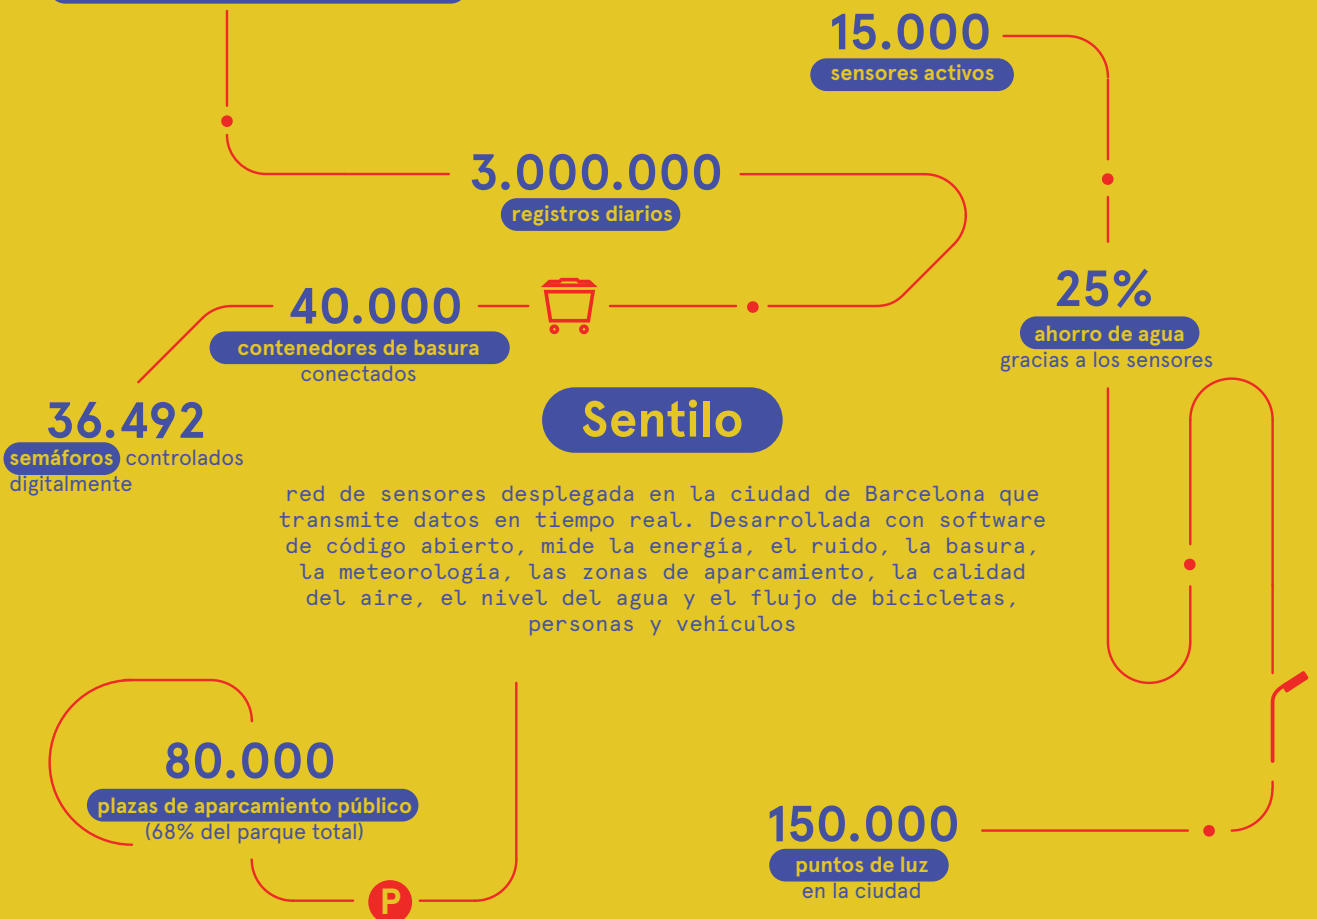 15.000
sensores activos
3.000.000
registros diarios
25%
ahorro de agua
gracias a los sensores
40.000
contenedores de basura
conectados
36.492
semáforos controlados
digitalmente
Sentilo
red de sensores desplegada en la ciudad de Barcelona que
transmite datos en tiempo real. Desarrollada con software
de código abierto, mide la energía, el ruido, la basura,
la meteorología, las zonas de aparcamiento, la calidad
del aire, el nivel del agua y el flujo de bicicletas,
personas y vehículos
80.000
plazas de aparcamiento público
(68% del parque total)
P
150.000
puntos de luz
en la ciudad